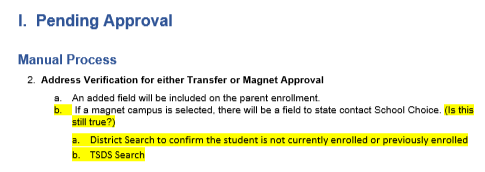 I. Pending Approval
Manual Process
2. Address Verification for either Transfer or Magnet Approval
a. An added field will be included on the parent enrollment.
b. If a magnet campus is selected, there will be a field to state contact School Choice. (Is this
still true?)
a. District Search to confirm the student is not currently enrolled or previously enrolled
b. TSDS Search